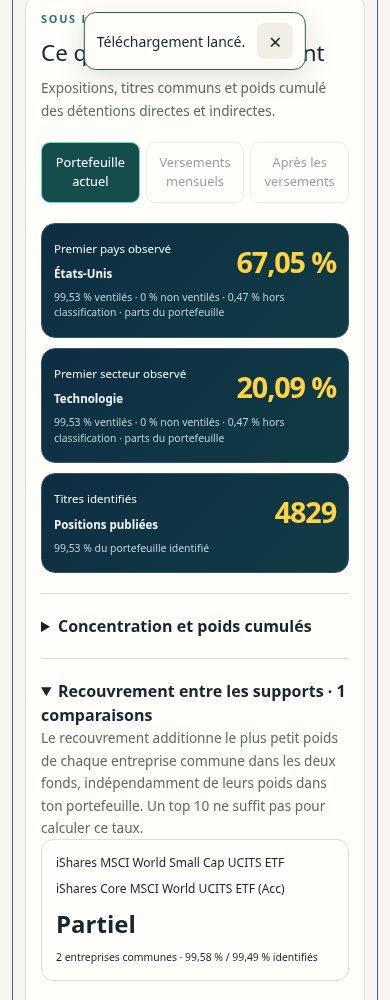 SOUS L
Téléchargement lancé. ✕
Ce q nt
Expositions, titres communs et poids cumulé
des détentions directes et indirectes.
Portefeuille
actuel
Versements
mensuels
Après les
versements
Premier pays observé
États-Unis
67,05 %
99,53 % ventilés · 0 % non ventilés · 0,47 % hors
classification · parts du portefeuille
Premier secteur observé
Technologie
20,09 %
99,53 % ventilés · 0 % non ventilés · 0,47 % hors
classification · parts du portefeuille
Titres identifiés
Positions publiées
4829
99,53 % du portefeuille identifié
▶ Concentration et poids cumulés
▼ Recouvrement entre les supports · 1
comparaisons
Le recouvrement additionne le plus petit poids
de chaque entreprise commune dans les deux
fonds, indépendamment de leurs poids dans
ton portefeuille. Un top 10 ne suffit pas pour
calculer ce taux.
iShares MSCI World Small Cap UCITS ETF
iShares Core MSCI World UCITS ETF (Acc)
Partiel
2 entreprises communes · 99,58 % / 99,49 % identifiés